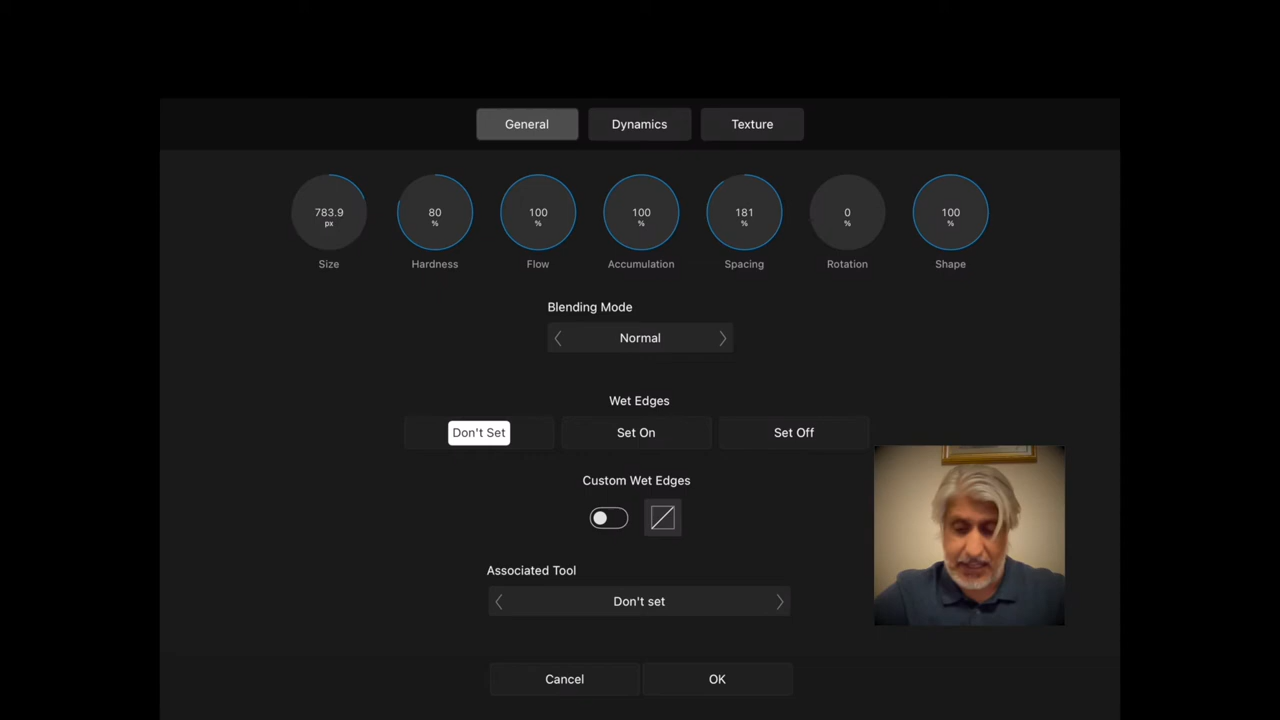 General Dynamics Texture
783.9 80 100 100 181 0 100
px % % % % % %
Size Hardness Flow Accumulation Spacing Rotation Shape
Blending Mode
Normal
Wet Edges
Don't Set Set On Set Off
Custom Wet Edges
Associated Tool
Don't set
Cancel OK